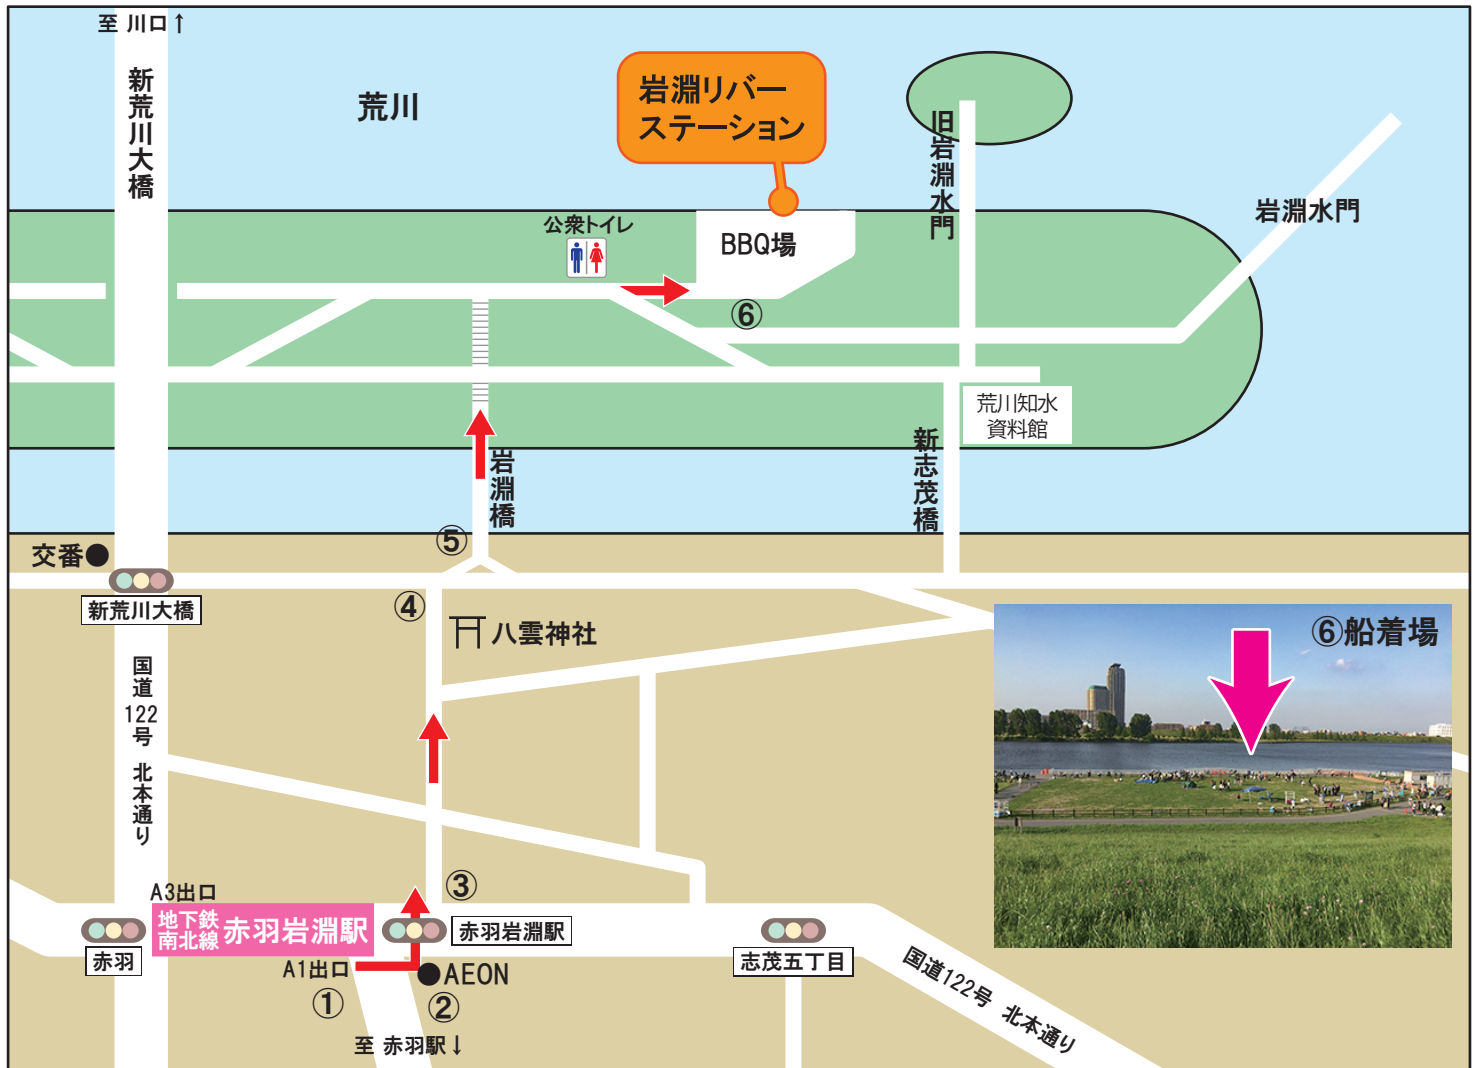 至 川口↑
新荒川大橋
荒川
岩淵リバー
ステーション
旧岩淵水門
岩淵水門
公衆トイレ
BBQ場
⑥
荒川知水
資料館
岩淵橋
新志茂橋
⑤
交番
新荒川大橋
④
八雲神社
⑥船着場
国道122号 北本通り
A3出口
③
地下鉄
南北線
赤羽岩淵駅
赤羽岩淵駅
赤羽
志茂五丁目
A1出口
AEON
①
②
国道122号 北本通り
至 赤羽駅↓